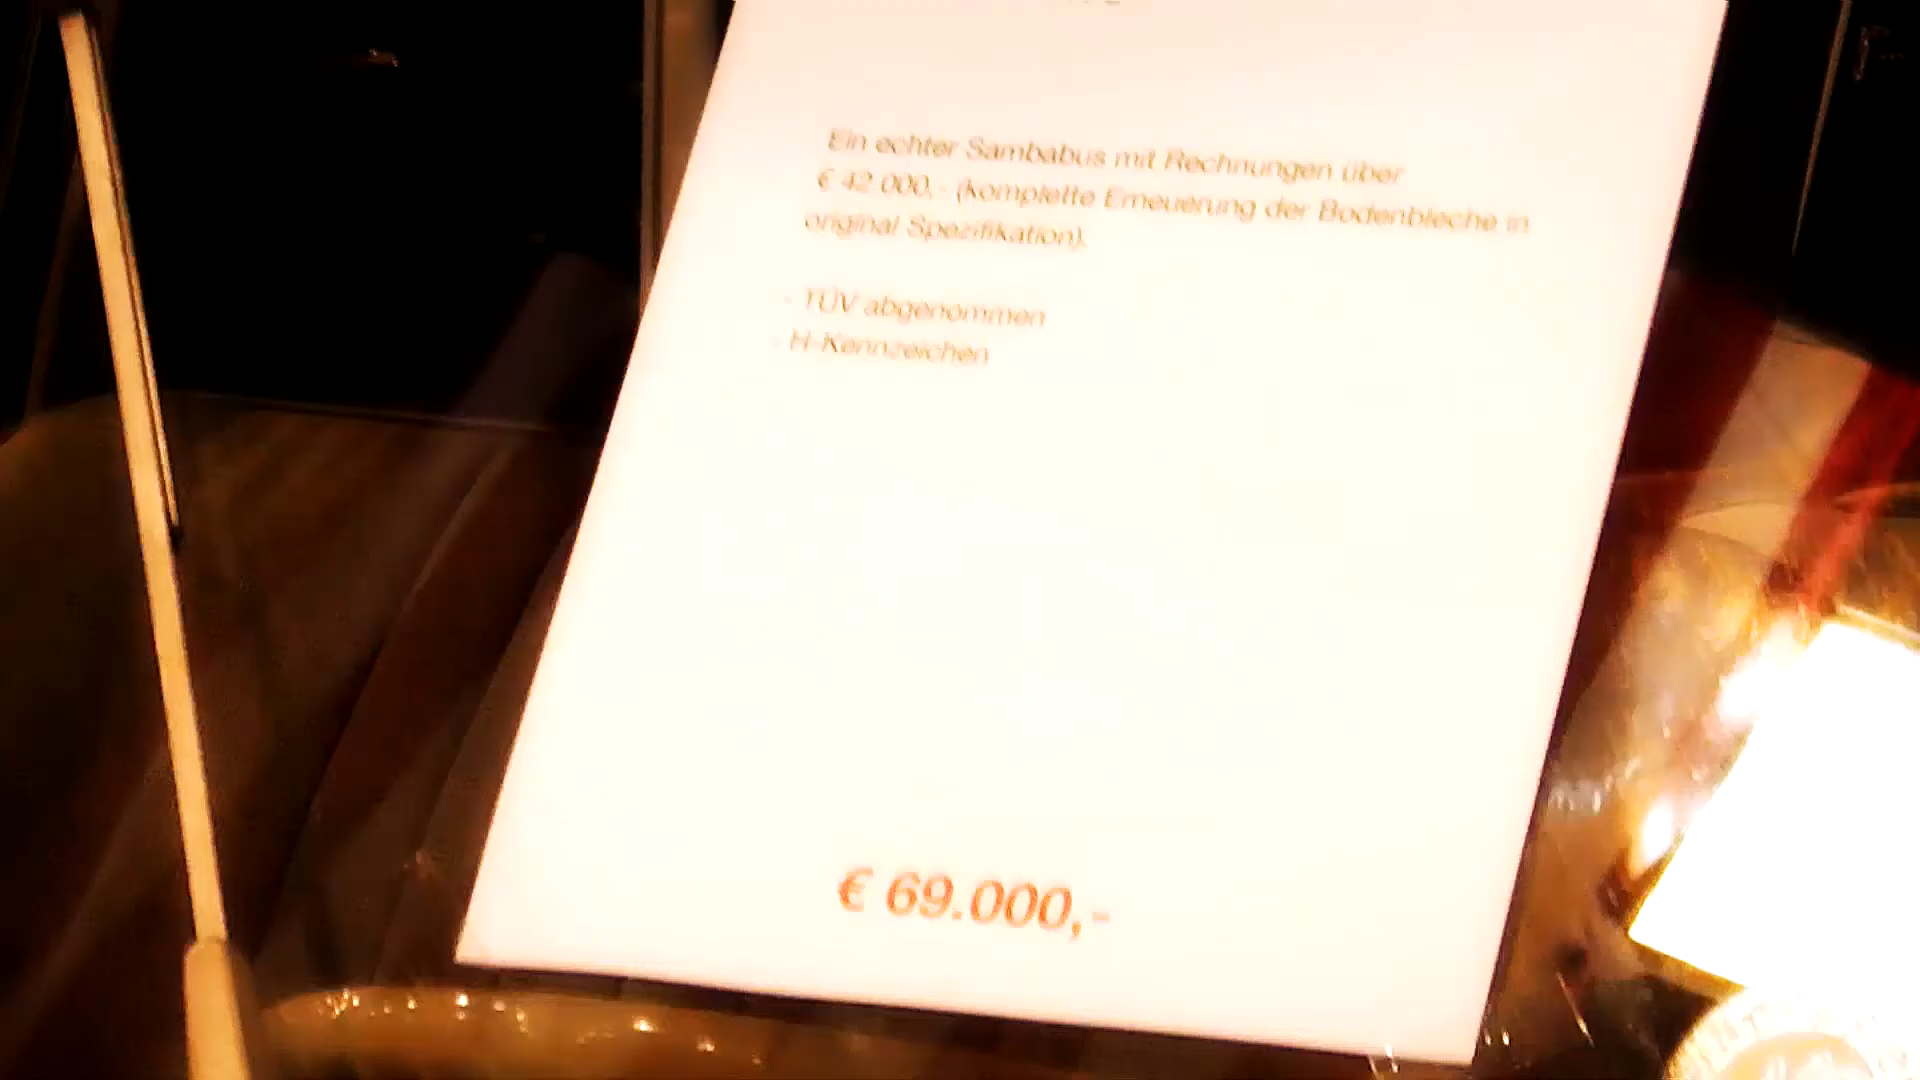 Ein echter Sambabus mit Rechnungen über
€ 42.000,- (komplette Erneuerung der Bodenbleche in
original Spezifikation).
- TÜV abgenommen
- H-Kennzeichen
€ 69.000,-